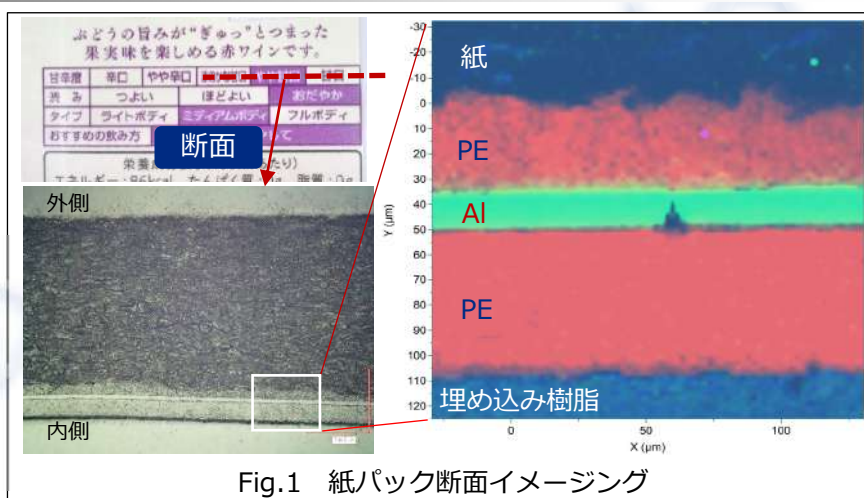 ぶどうの旨みが"ぎゅっ"とつまった
果実味を楽しめる赤ワインです。
甘辛度 辛口 やや辛口
渋み つよい ほどよい おだやか
タイプ ライトボディ ミディアムボディ フルボディ
おすすめの飲み方 て
断面
外側
内側
紙
PE
Al
PE
埋め込み樹脂
-30
-20
-10
0
10
20
30
40
50
60
70
80
90
100
110
120
Y (μm)
0 50 100
X (μm)
Fig.1 紙パック断面イメージング